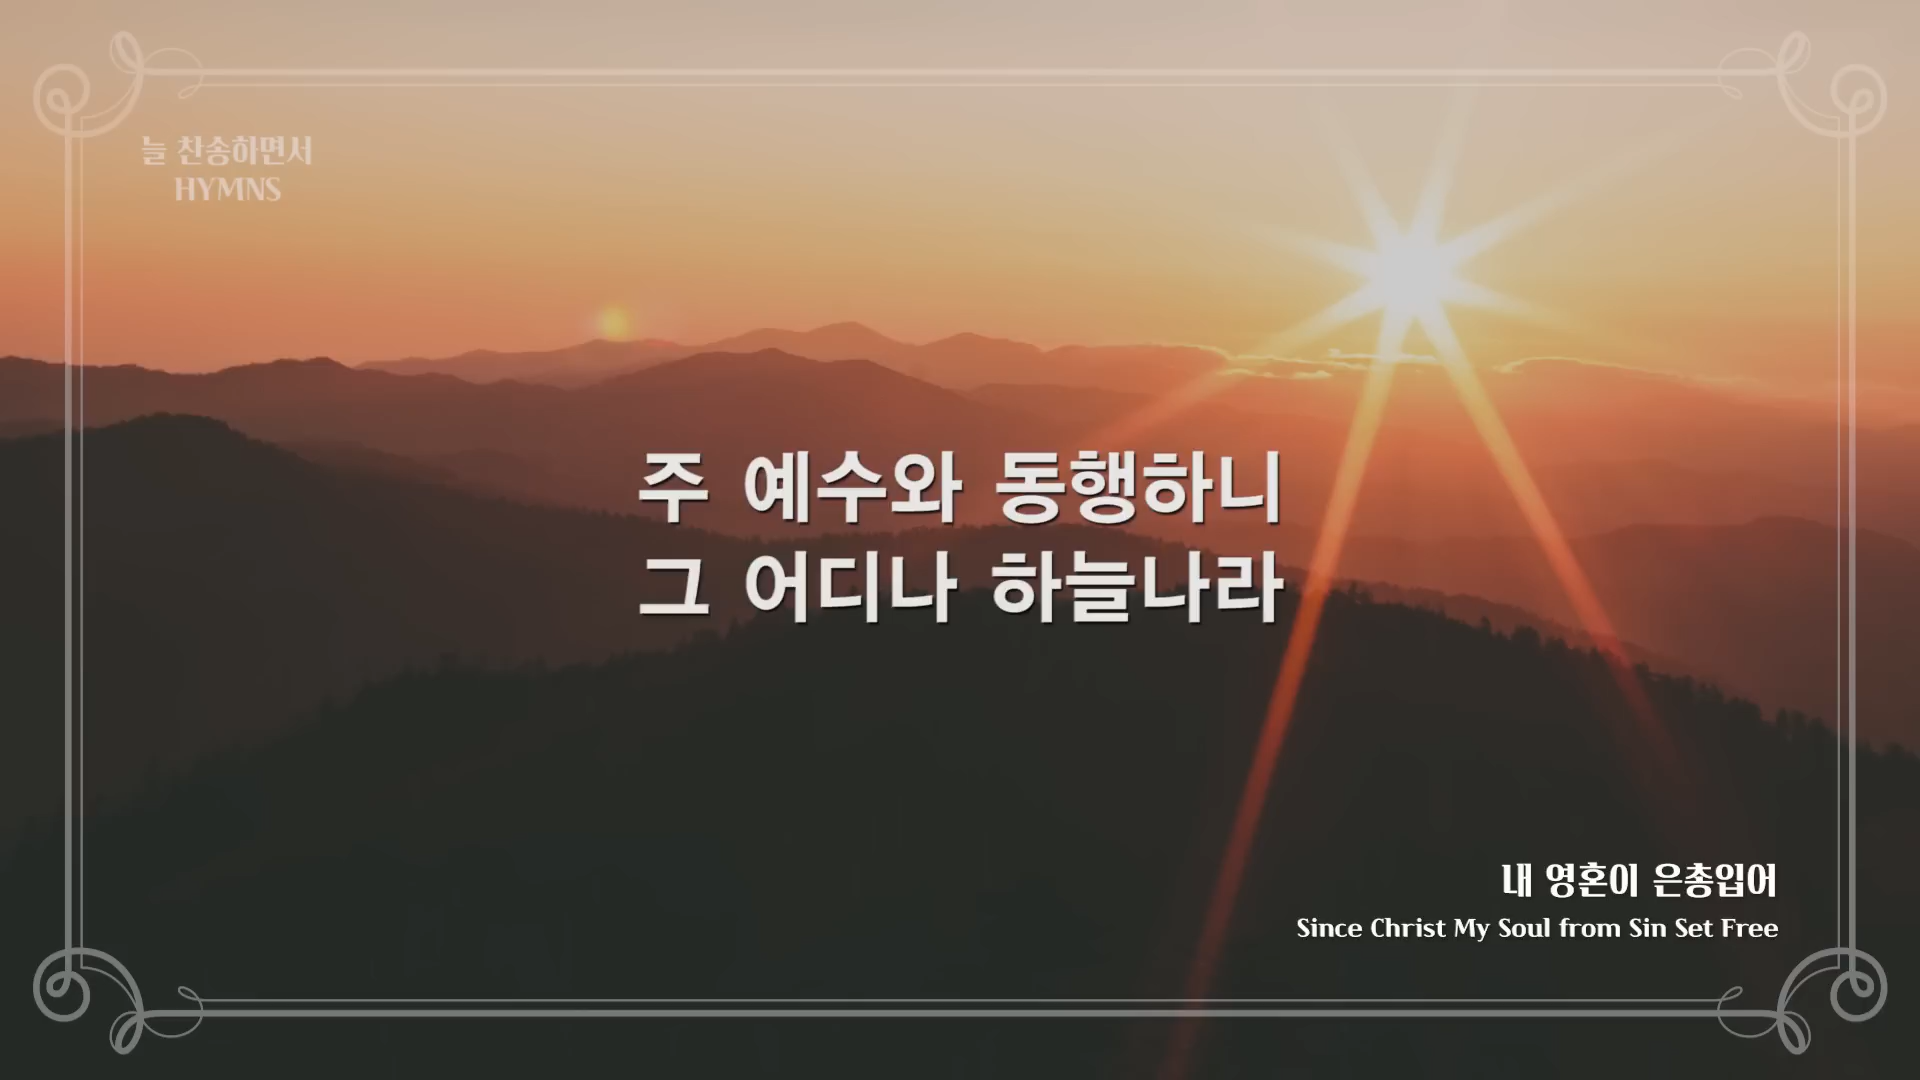 늘 찬송하면서
HYMNS
주 예수와 동행하니
그 어디나 하늘나라
내 영혼이 은총입어
Since Christ My Soul from Sin Set Free